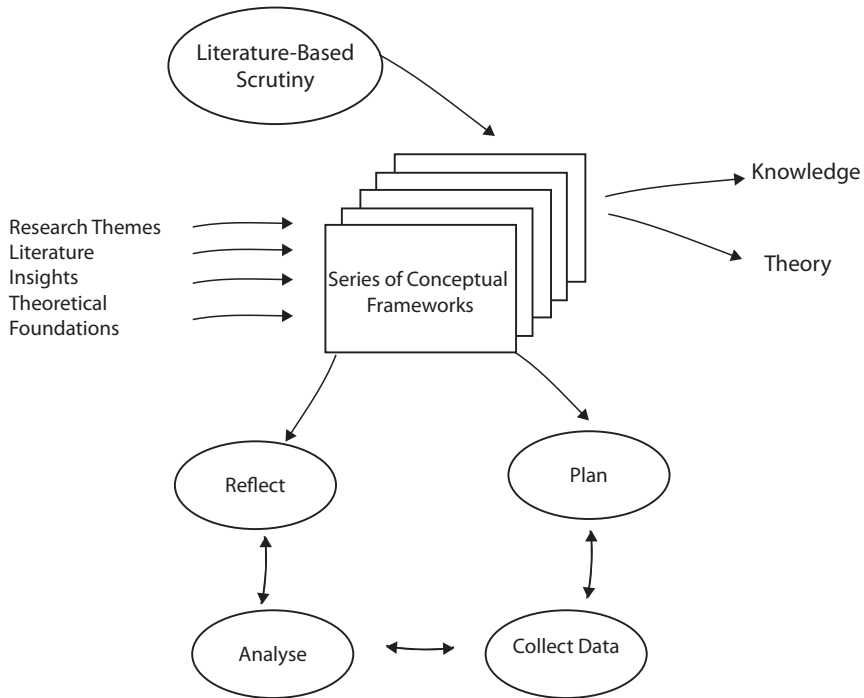 Literature-Based
Scrutiny
Knowledge
Research Themes
Literature
Insights
Theoretical
Foundations
Series of Conceptual
Frameworks
Theory
Reflect
Plan
Analyse
Collect Data